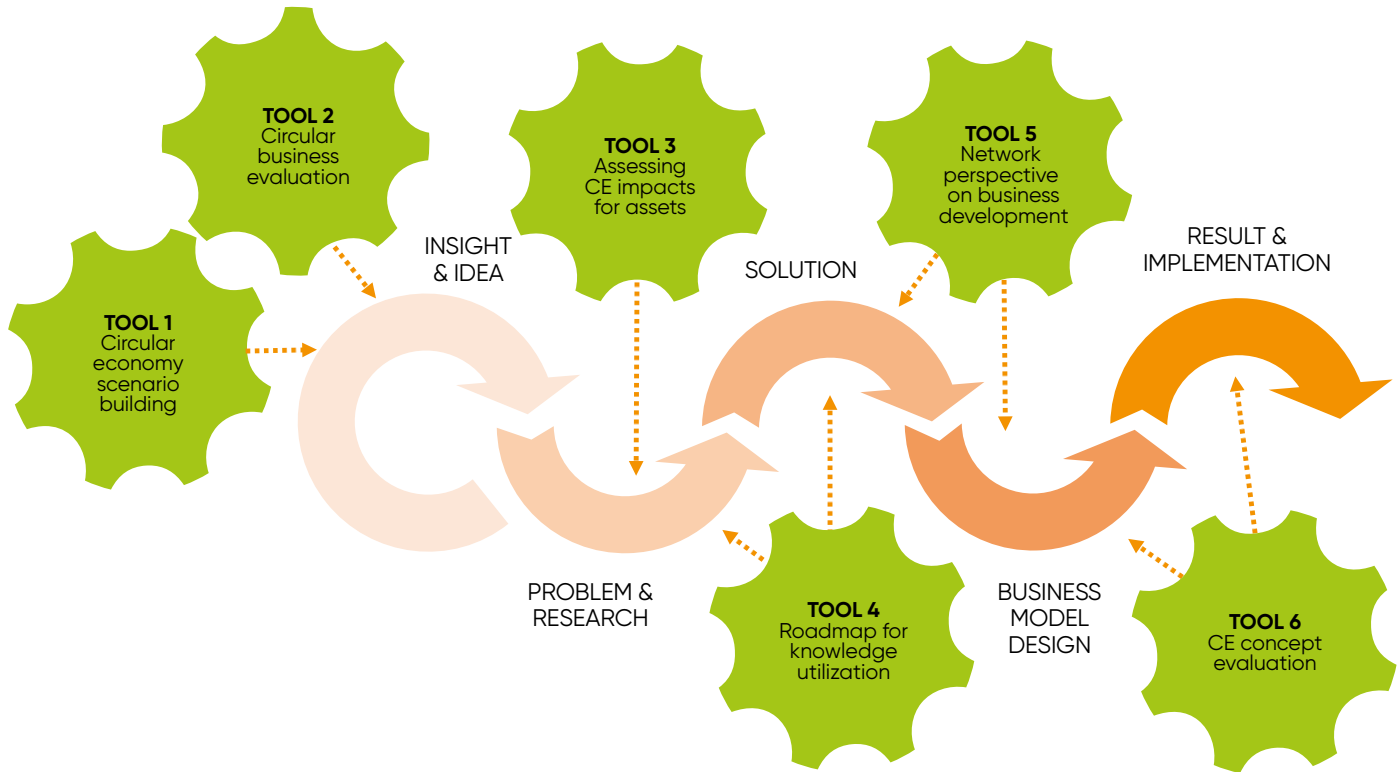 TOOL 1
Circular
economy
scenario
building
TOOL 2
Circular
business
evaluation
INSIGHT
& IDEA
TOOL 3
Assessing
CE impacts
for assets
PROBLEM &
RESEARCH
SOLUTION
TOOL 4
Roadmap for
knowledge
utilization
TOOL 5
Network
perspective
on business
development
BUSINESS
MODEL
DESIGN
RESULT &
IMPLEMENTATION
TOOL 6
CE concept
evaluation